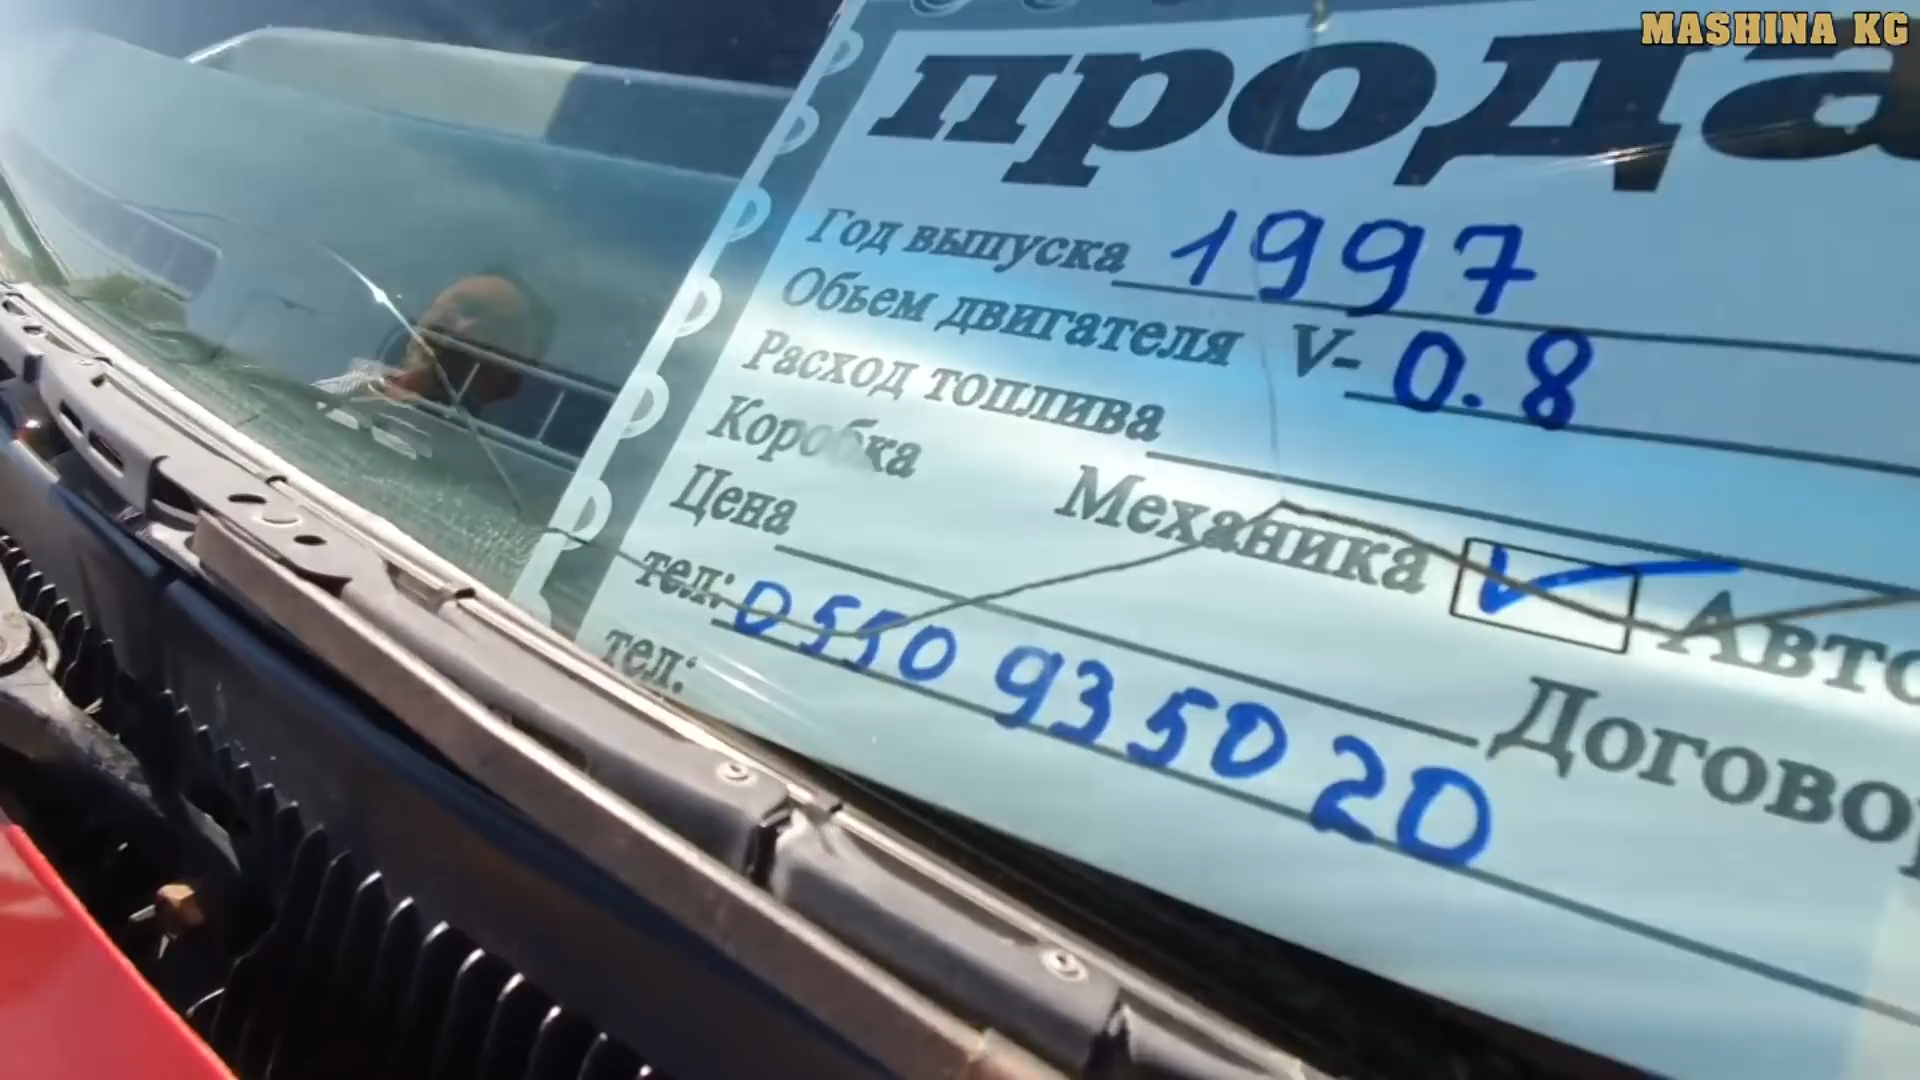 MASHINA KG
прода
Год выпуска 1997
Обьем двигателя V- 0.8
Расход топлива
Коробка Механика Авто
Цена Договор
тел: 0550 935020
тел: